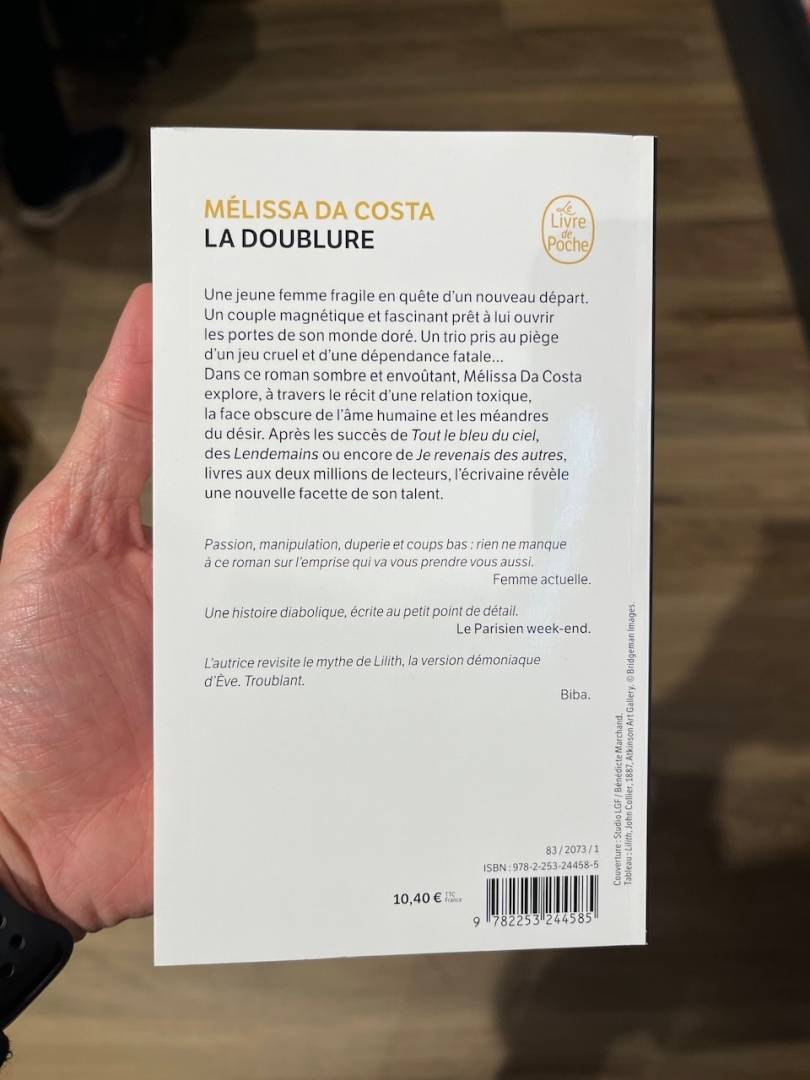 MÉLISSA DA COSTA
LA DOUBLURE
Le
Livre
de
Poche
Une jeune femme fragile en quête d'un nouveau départ.
Un couple magnétique et fascinant prêt à lui ouvrir
les portes de son monde doré. Un trio pris au piège
d'un jeu cruel et d'une dépendance fatale...
Dans ce roman sombre et envoûtant, Mélissa Da Costa
explore, à travers le récit d'une relation toxique,
la face obscure de l'âme humaine et les méandres
du désir. Après les succès de Tout le bleu du ciel,
des Lendemains ou encore de Je revenais des autres,
livres aux deux millions de lecteurs, l'écrivaine révèle
une nouvelle facette de son talent.
Passion, manipulation, duperie et coups bas : rien ne manque
à ce roman sur l'emprise qui va vous prendre vous aussi.
Femme actuelle.
Une histoire diabolique, écrite au petit point de détail.
Le Parisien week-end.
L'autrice revisite le mythe de Lilith, la version démoniaque
d'Ève. Troublant.
Biba.
Couverture : Studio LGF / Bénédicte Marchand.
Tableau : Lilith, John Collier, 1887, Atkinson Art Gallery. © Bridgeman Images.
83 / 2073 / 1
ISBN : 978-2-253-24458-5
10,40 € TTC
France
9 782253 244585